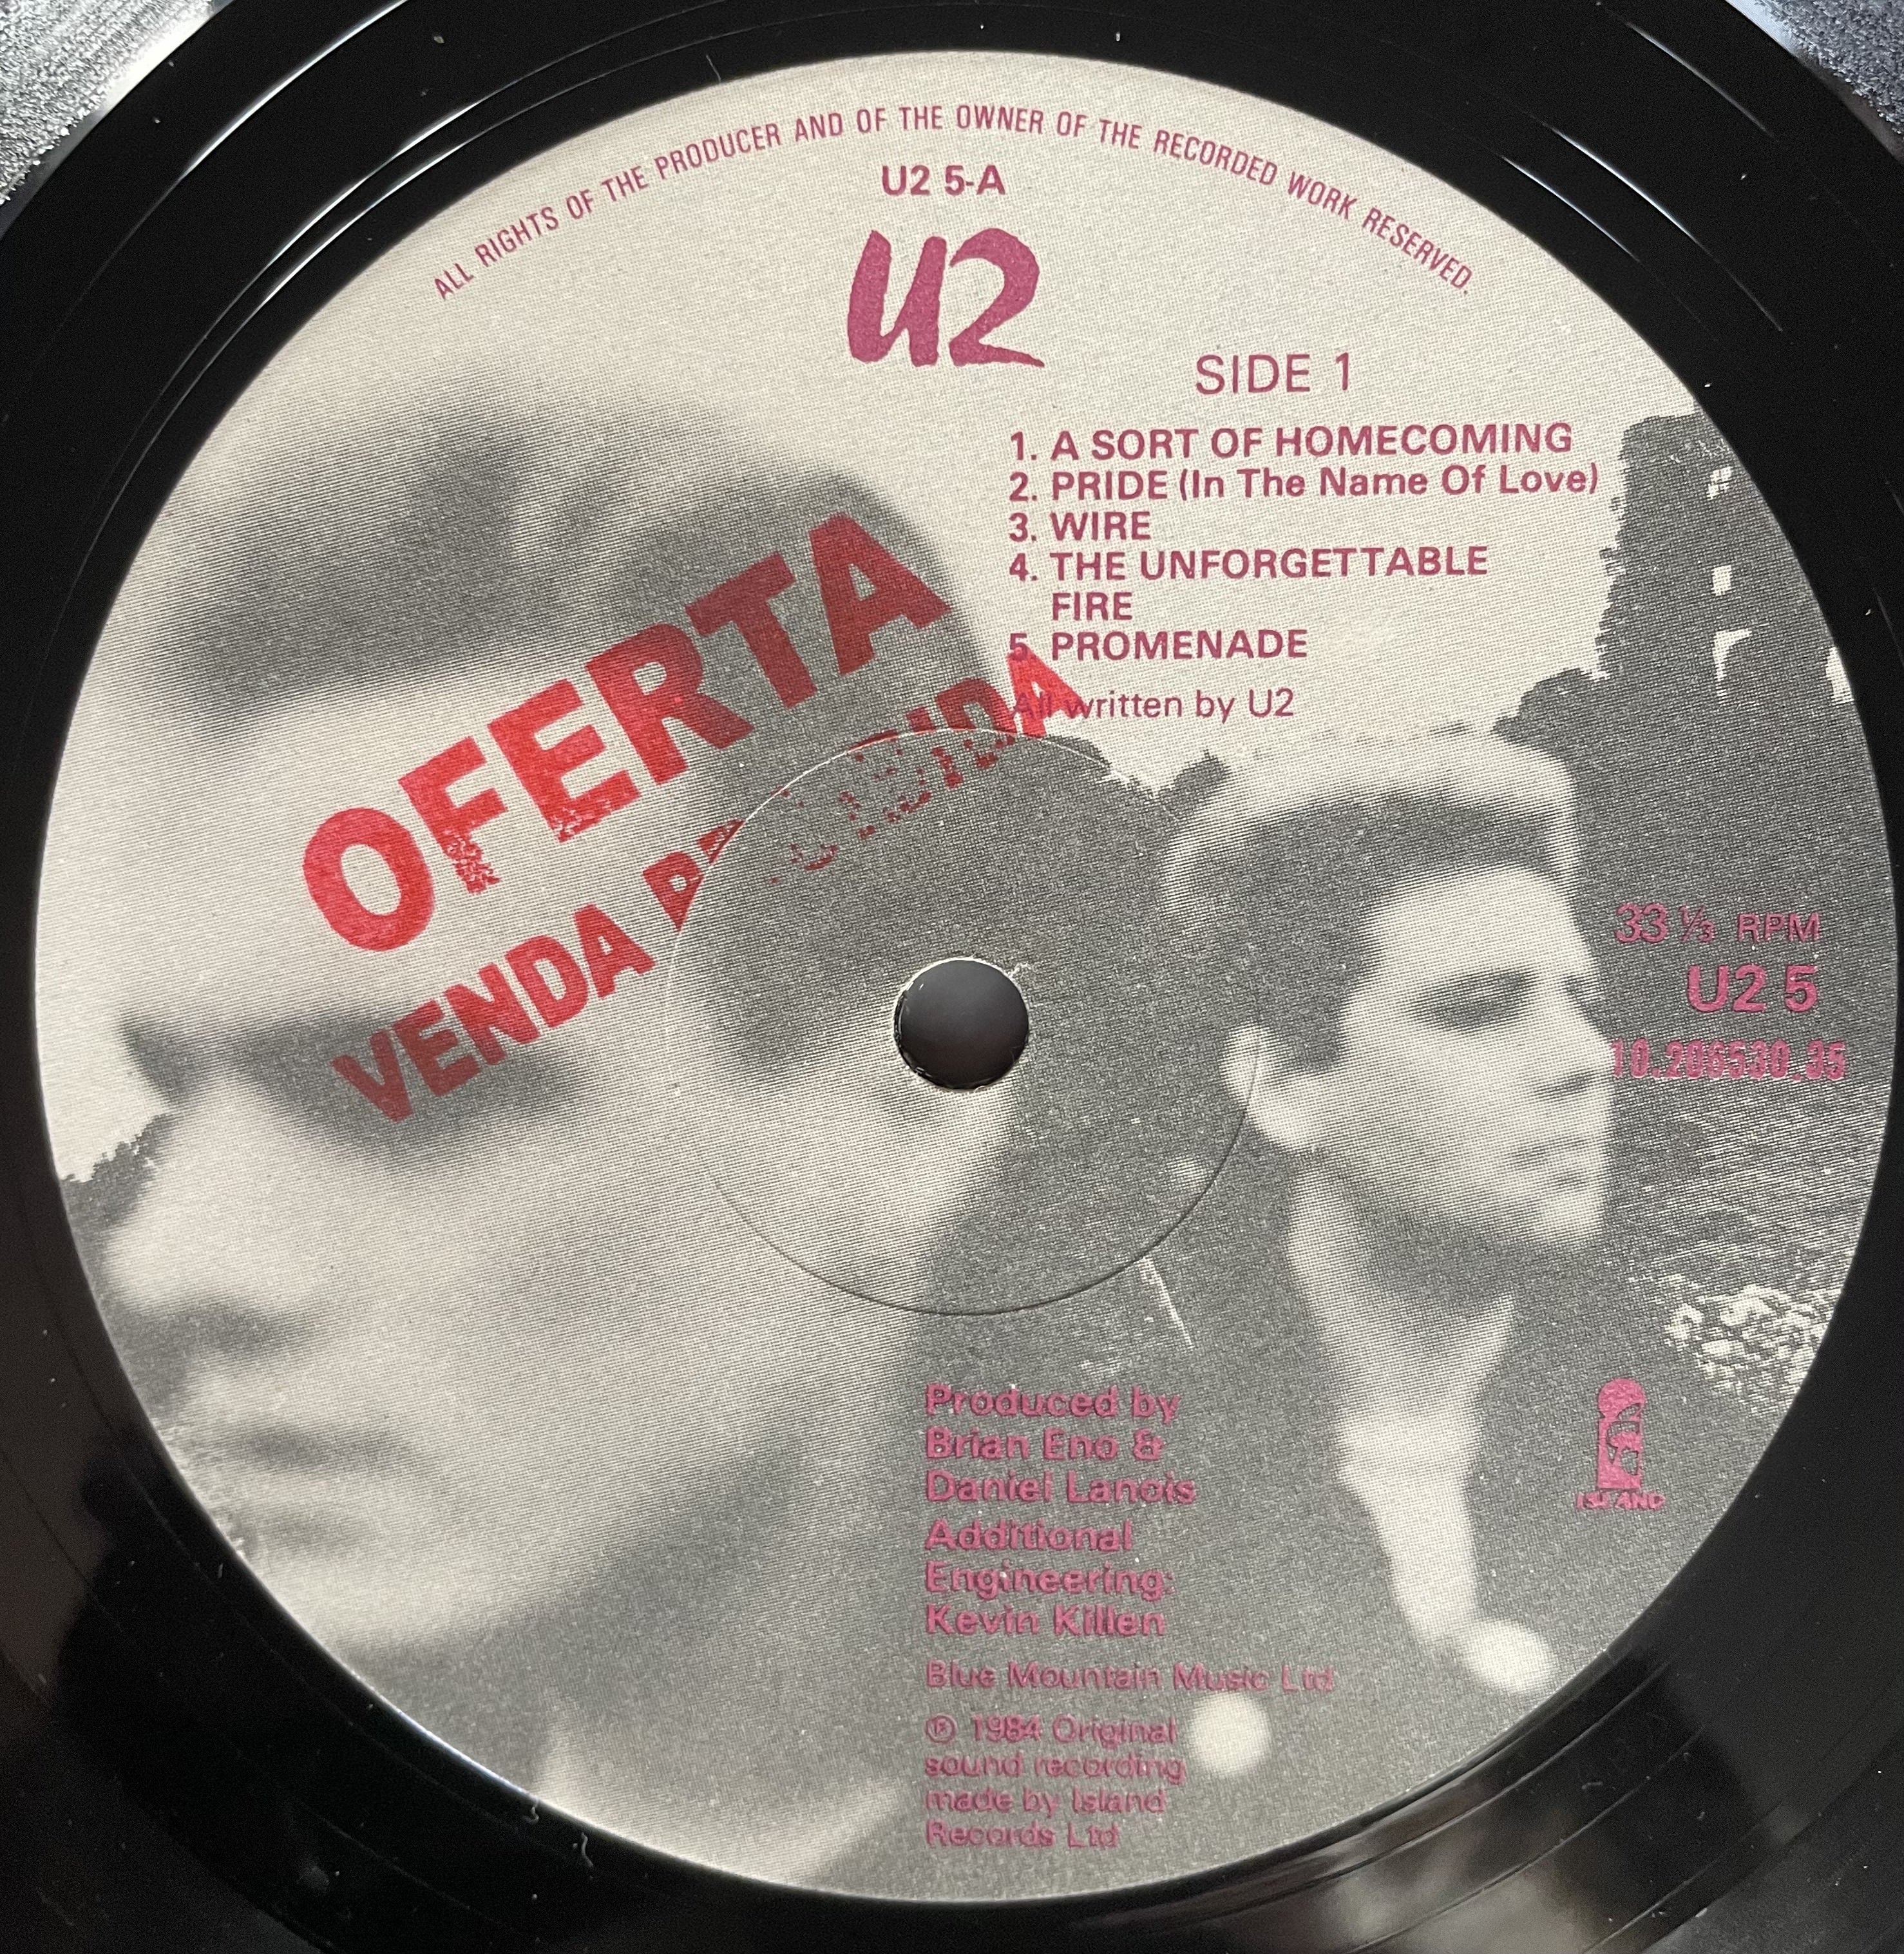 ALL RIGHTS OF THE PRODUCER AND OF THE OWNER OF THE RECORDED WORK RESERVED.
U2 5-A
U2
SIDE 1
1. A SORT OF HOMECOMING
2. PRIDE (In The Name Of Love)
3. WIRE
4. THE UNFORGETTABLE
FIRE
5. PROMENADE
All written by U2
OFERTA
VENDA
33 ⅓ RPM
U2 5
10.206530.35
Produced by
Brian Eno &
Daniel Lanois
Additional
Engineering:
Kevin Killen
ISLAND
Blue Mountain Music Ltd
℗ 1984 Original
sound recording
made by Island
Records Ltd